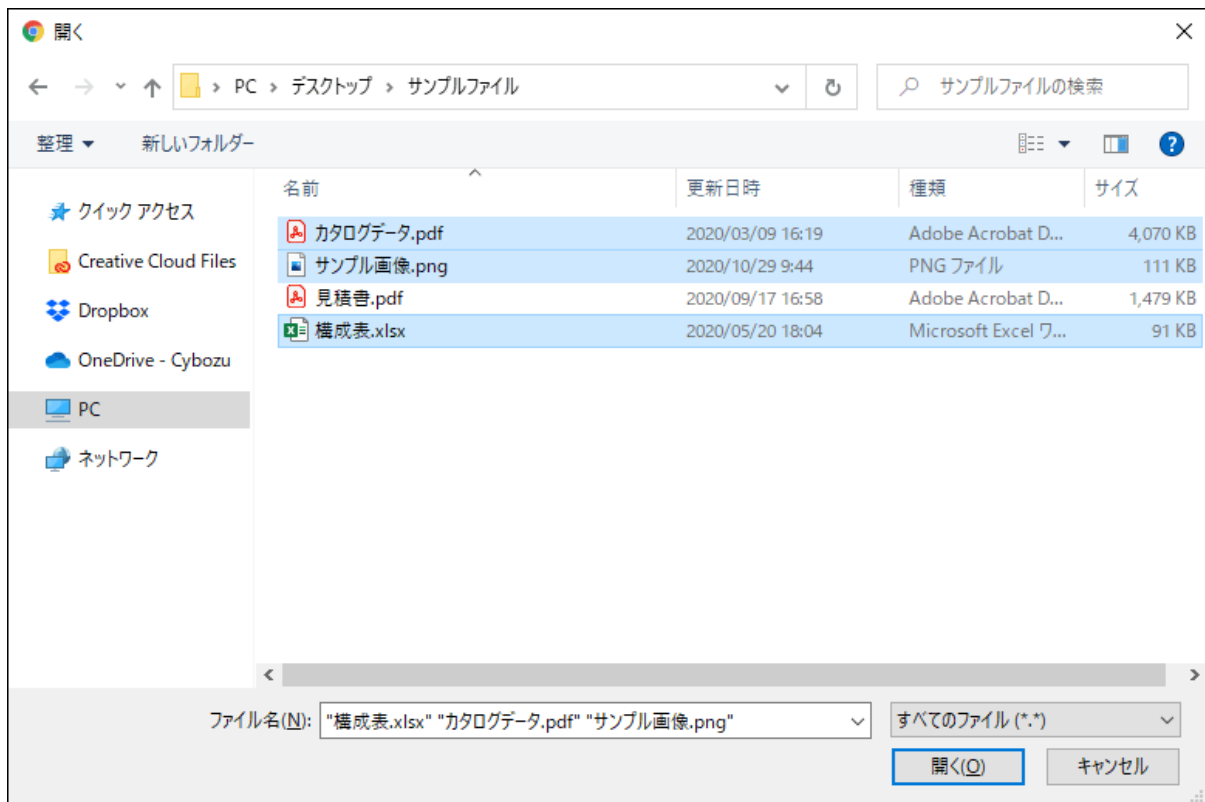 開く
PC デスクトップ サンプルファイル サンプルファイルの検索
整理 新しいフォルダー
名前 更新日時 種類 サイズ
クイック アクセス
Creative Cloud Files
Dropbox
OneDrive - Cybozu
PC
ネットワーク
カタログデータ.pdf 2020/03/09 16:19 Adobe Acrobat D... 4,070 KB
サンプル画像.png 2020/10/29 9:44 PNG ファイル 111 KB
見積書.pdf 2020/09/17 16:58 Adobe Acrobat D... 1,479 KB
構成表.xlsx 2020/05/20 18:04 Microsoft Excel ワ... 91 KB
ファイル名(N): "構成表.xlsx" "カタログデータ.pdf" "サンプル画像.png" すべてのファイル (*.*)
開く(O) キャンセル